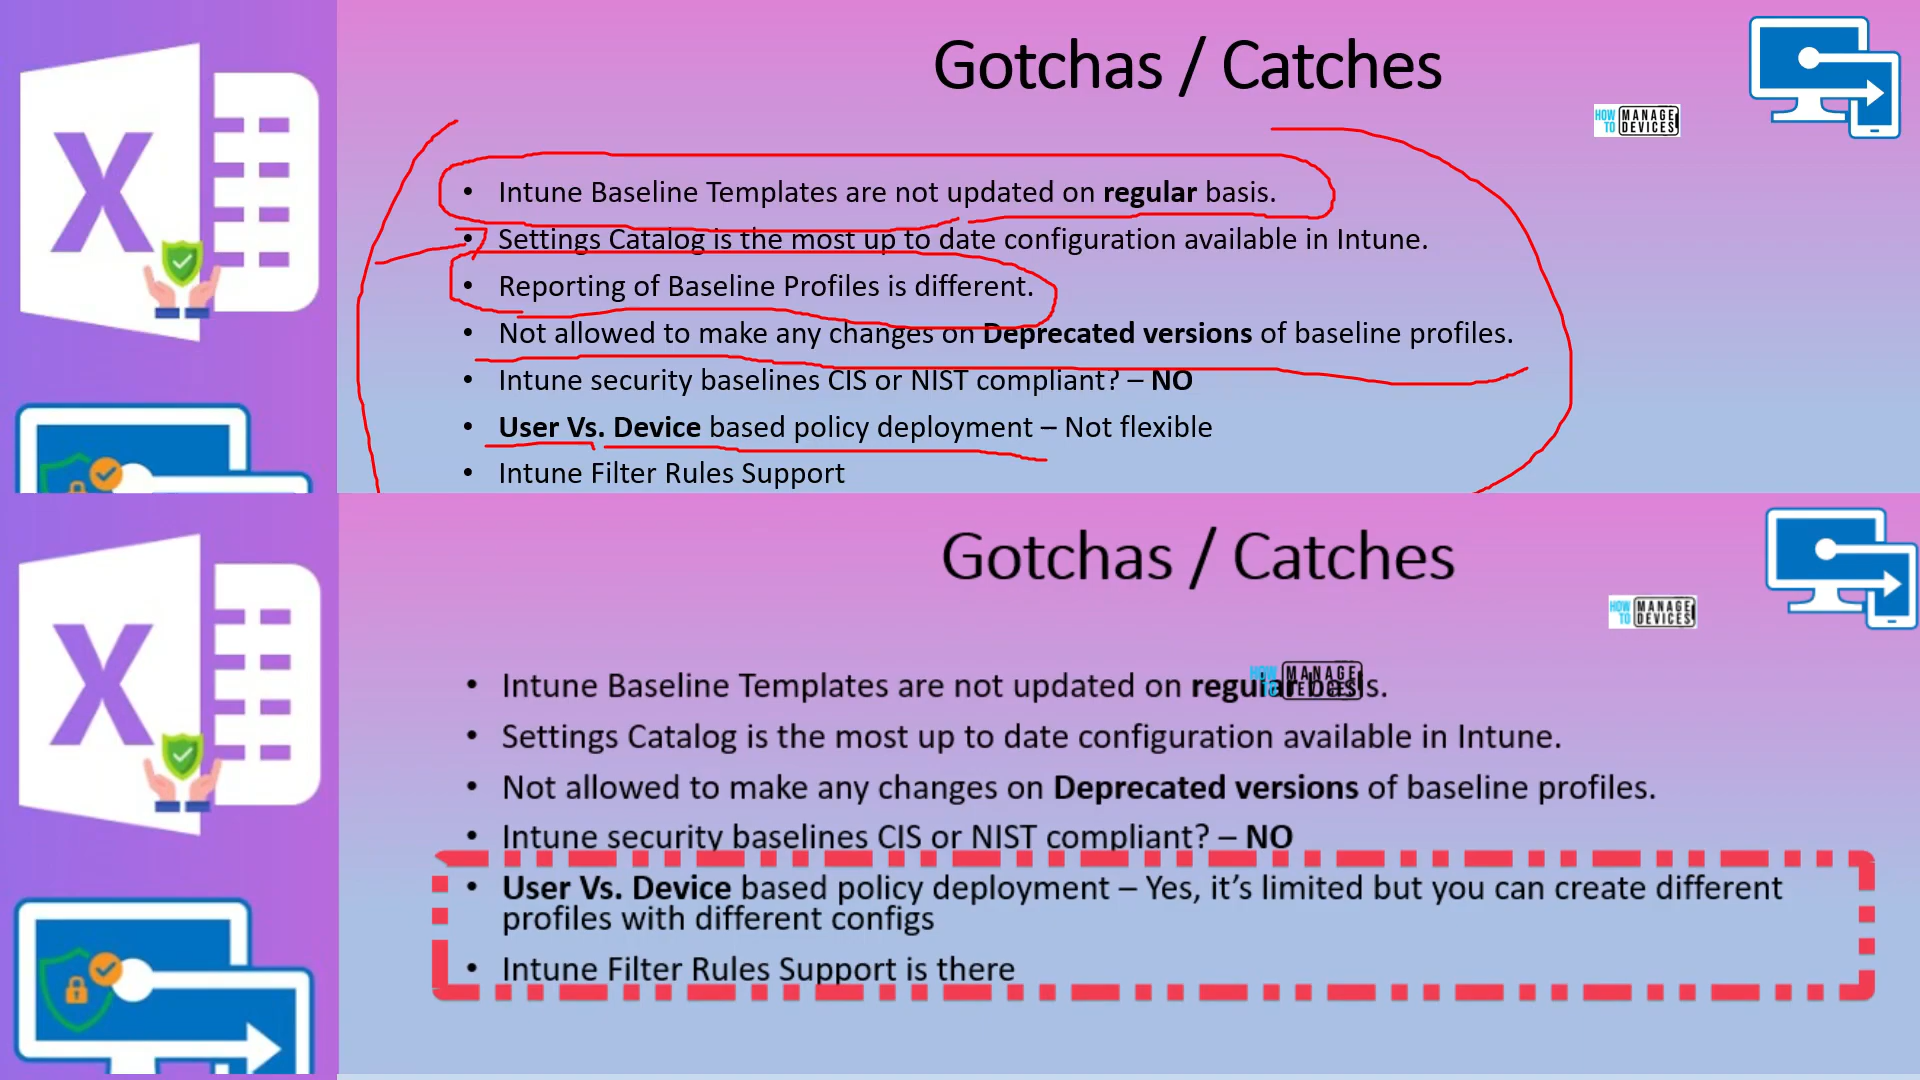 Gotchas / Catches
HOW TO MANAGE DEVICES
X
• Intune Baseline Templates are not updated on regular basis.
• Settings Catalog is the most up to date configuration available in Intune.
• Reporting of Baseline Profiles is different.
• Not allowed to make any changes on Deprecated versions of baseline profiles.
• Intune security baselines CIS or NIST compliant? – NO
• User Vs. Device based policy deployment – Not flexible
• Intune Filter Rules Support
Gotchas / Catches
HOW TO MANAGE DEVICES
X
HOW TO MANAGE DEVICES
• Intune Baseline Templates are not updated on regular basis.
• Settings Catalog is the most up to date configuration available in Intune.
• Not allowed to make any changes on Deprecated versions of baseline profiles.
• Intune security baselines CIS or NIST compliant? – NO
• User Vs. Device based policy deployment – Yes, it’s limited but you can create different
profiles with different configs
• Intune Filter Rules Support is there